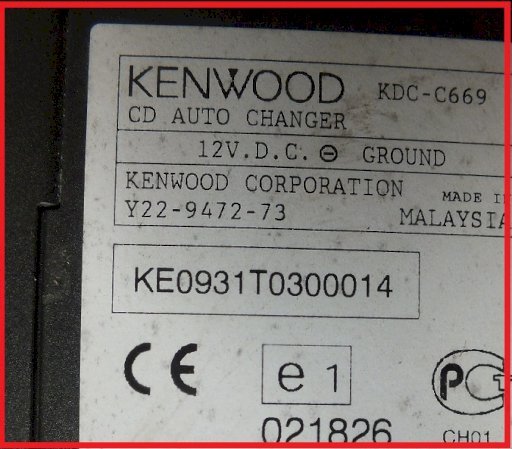 KENWOOD KDC-C669
CD AUTO CHANGER
12V.D.C. ⊖ GROUND
KENWOOD CORPORATION MADE IN
Y22-9472-73 MALAYSIA
KE0931T0300014
CE e1 PCT
021826 CH01